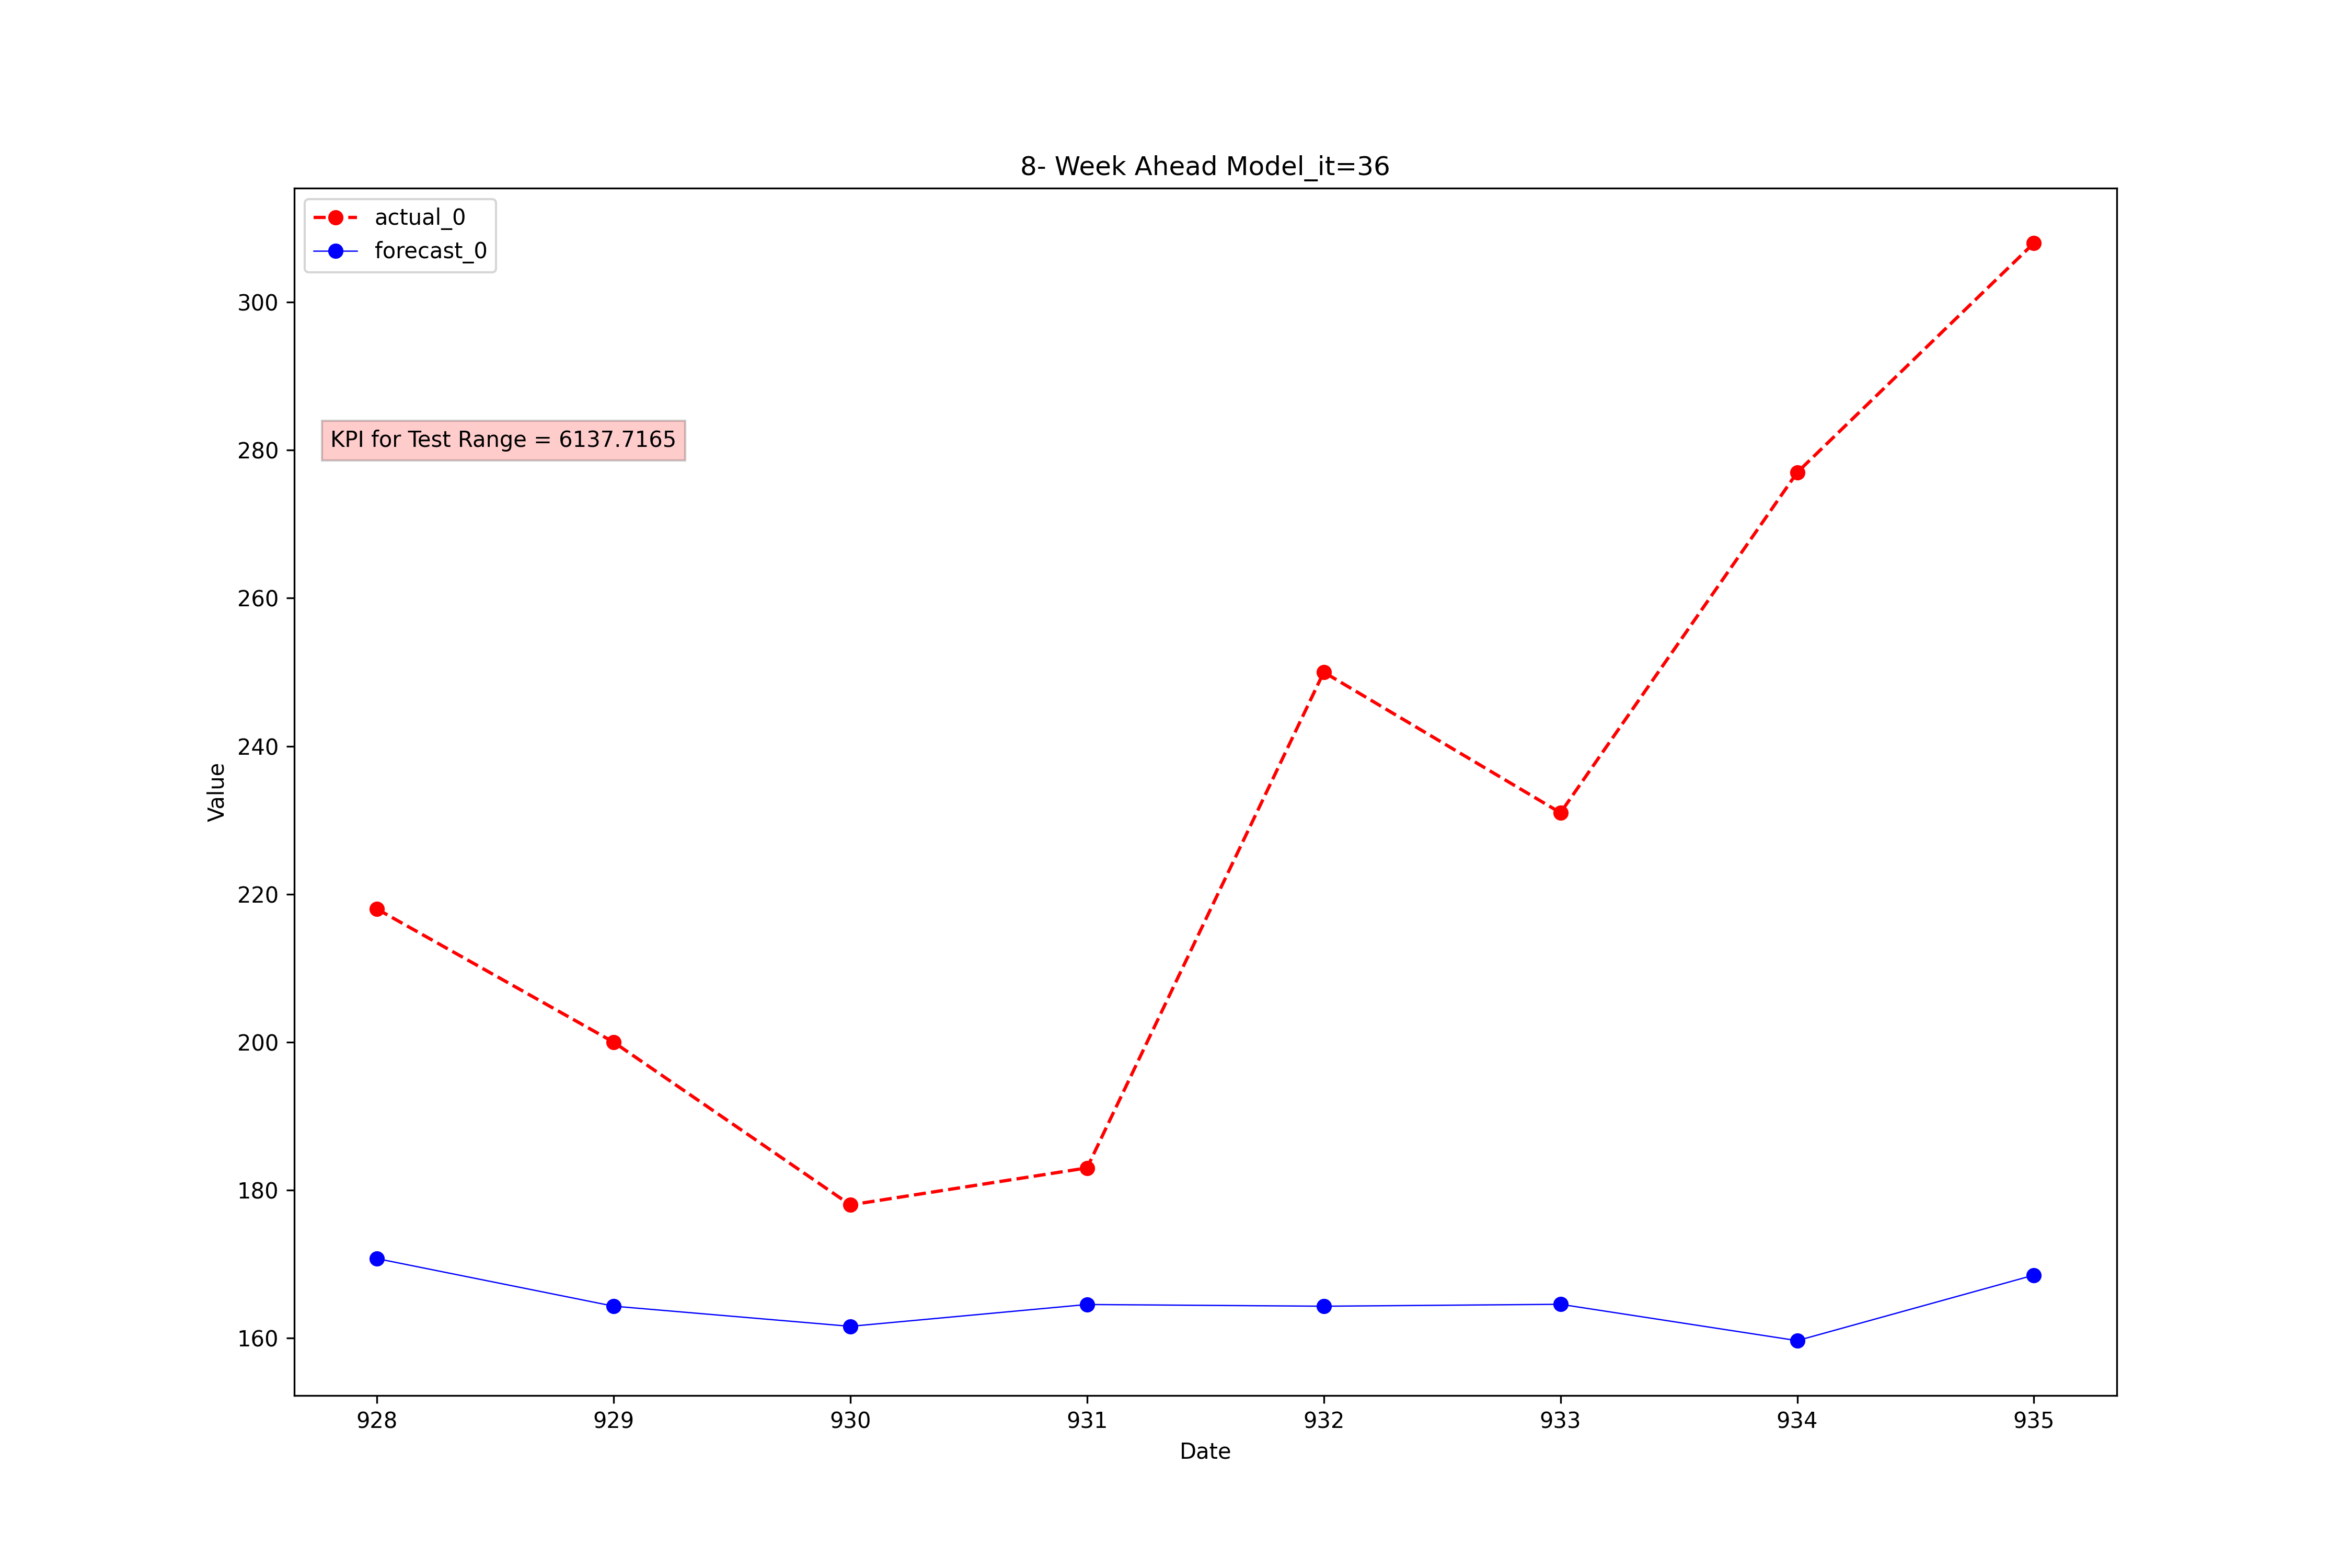 8- Week Ahead Model_it=36
actual_0
forecast_0
KPI for Test Range = 6137.7165
300
280
260
240
220
200
180
160
Value
928 929 930 931 932 933 934 935
Date